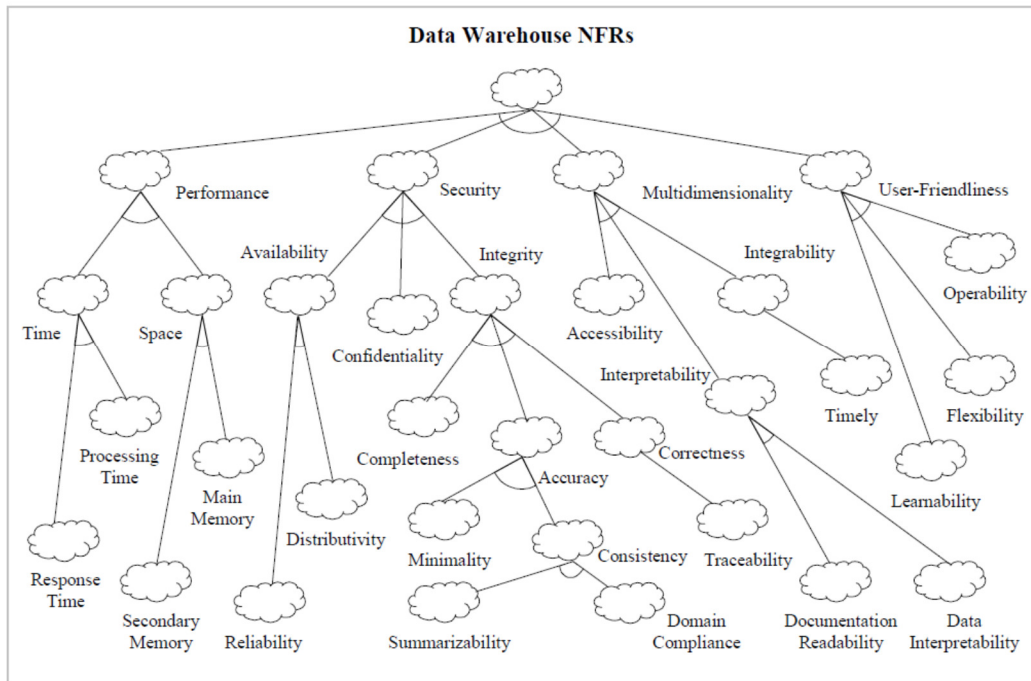 Data Warehouse NFRs
Performance
Security
Multidimensionality
User-Friendliness
Availability
Integrity
Integrability
Operability
Time
Space
Confidentiality
Accessibility
Interpretability
Timely
Flexibility
Processing
Time
Main
Memory
Completeness
Accuracy
Correctness
Learnability
Distributivity
Minimality
Consistency
Traceability
Response
Time
Secondary
Memory
Reliability
Summarizability
Domain
Compliance
Documentation
Readability
Data
Interpretability